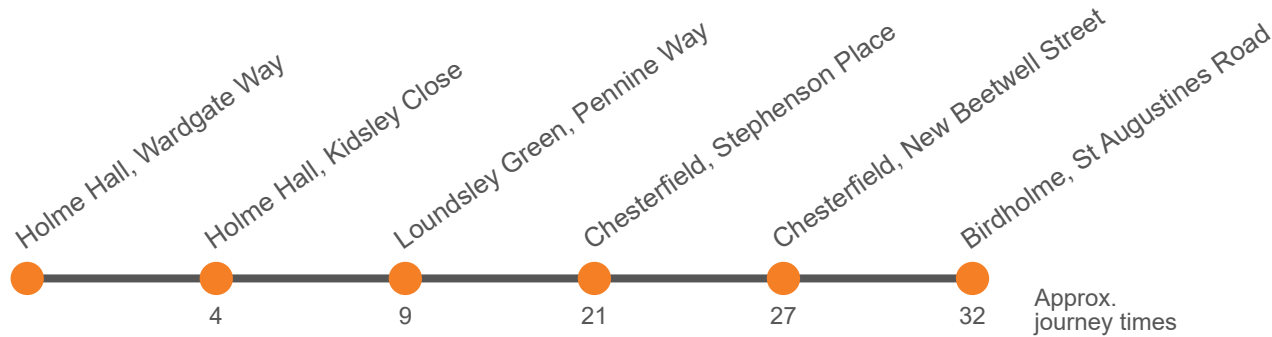 Holme Hall, Wardgate Way
Holme Hall, Kidsley Close
Loundsley Green, Pennine Way
Chesterfield, Stephenson Place
Chesterfield, New Beetwell Street
Birdholme, St Augustines Road
4
9
21
27
32
Approx.
journey times